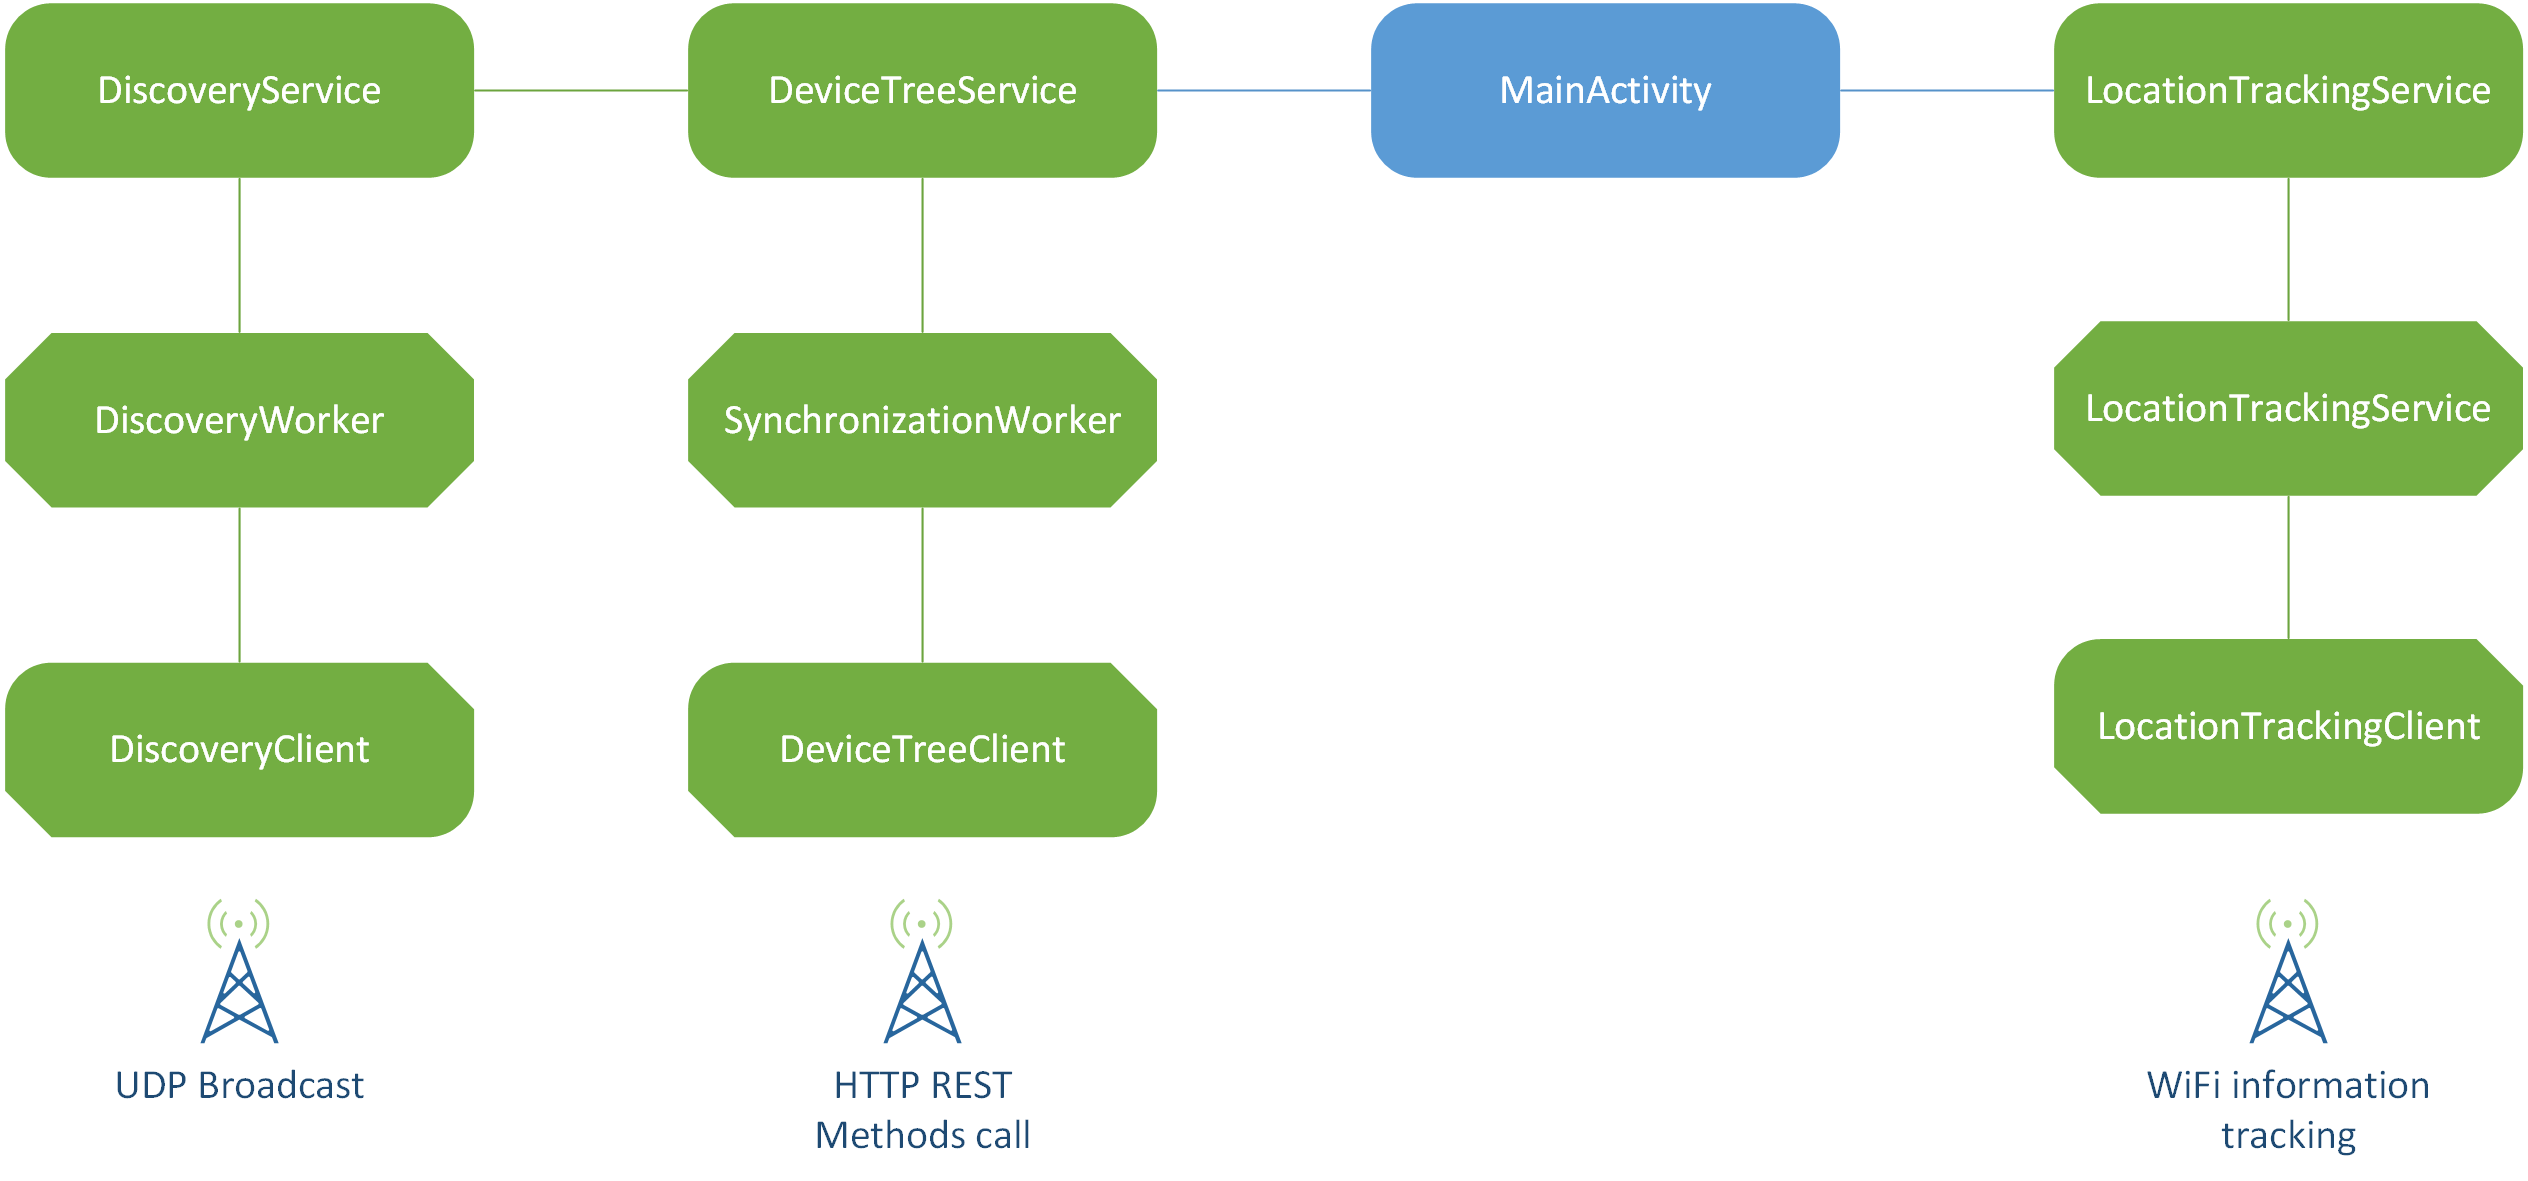 DiscoveryService
DeviceTreeService
MainActivity
LocationTrackingService
DiscoveryWorker
SynchronizationWorker
LocationTrackingService
DiscoveryClient
DeviceTreeClient
LocationTrackingClient
UDP Broadcast
HTTP REST
Methods call
WiFi information
tracking